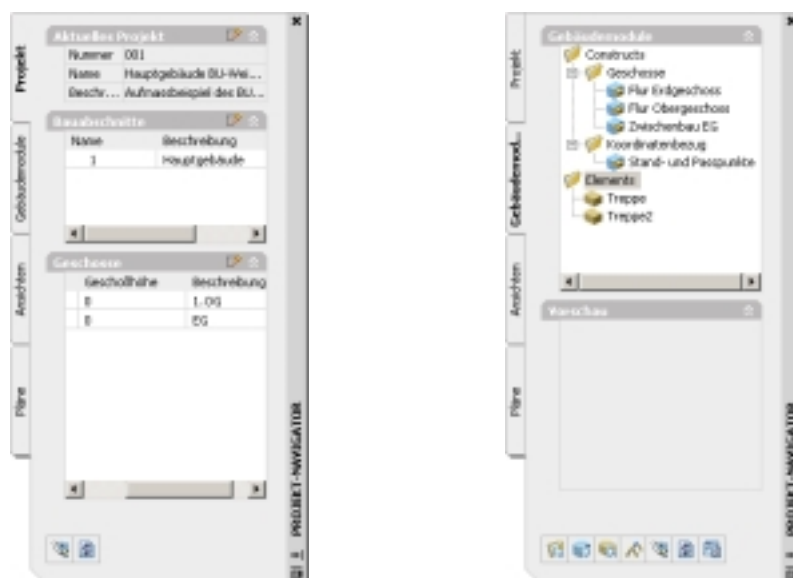 Aktuelles Projekt
Nummer 001
Name Hauptgebäude BU-Wei...
Beschr... Aufmassbeispiel des BU...
Bauabschnitte
Name Beschreibung
1 Hauptgebäude
Geschosse
Geschoßhöhe Beschreibung
0 1.OG
0 EG
Projekt
Gebäudemodule
Ansichten
Pläne
PROJEKT-NAVIGATOR
Gebäudemodule
Constructs
Geschosse
Flur Erdgeschoss
Flur Obergeschoss
Zwischenbau EG
Koordinatenbezug
Stand- und Passpunkte
Elements
Treppe
Treppe2
Vorschau
Projekt
Gebäudemod...
Ansichten
Pläne
PROJEKT-NAVIGATOR